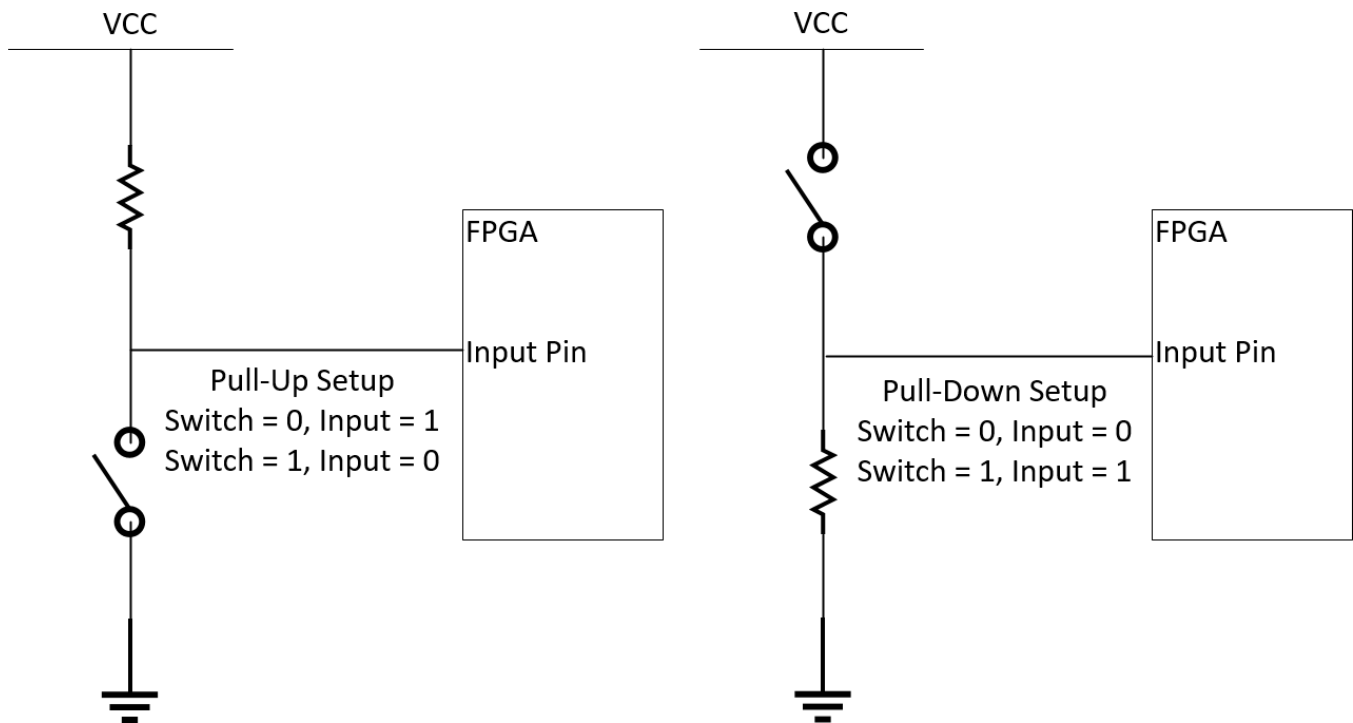 VCC
FPGA
Input Pin
Pull-Up Setup
Switch = 0, Input = 1
Switch = 1, Input = 0
VCC
FPGA
Input Pin
Pull-Down Setup
Switch = 0, Input = 0
Switch = 1, Input = 1